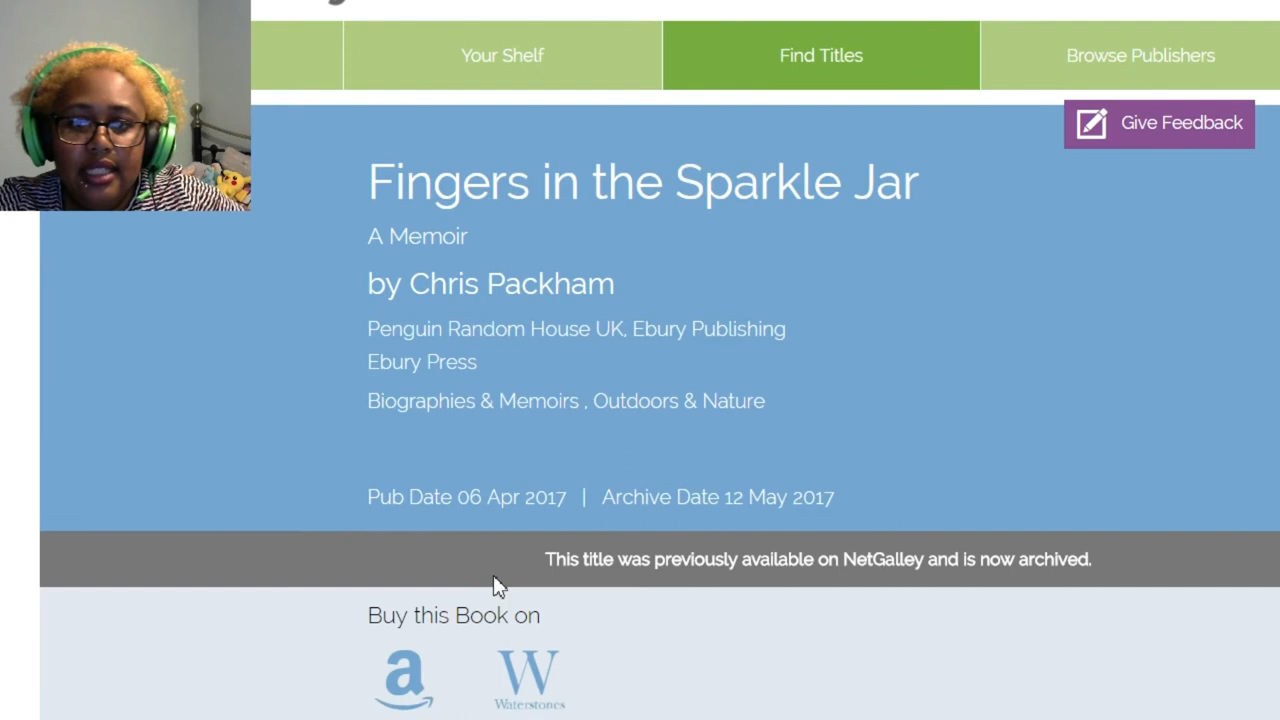 Your Shelf
Find Titles
Browse Publishers
Give Feedback
Fingers in the Sparkle Jar
A Memoir
by Chris Packham
Penguin Random House UK, Ebury Publishing
Ebury Press
Biographies & Memoirs , Outdoors & Nature
Pub Date 06 Apr 2017 | Archive Date 12 May 2017
This title was previously available on NetGalley and is now archived.
Buy this Book on
a
W
Waterstones